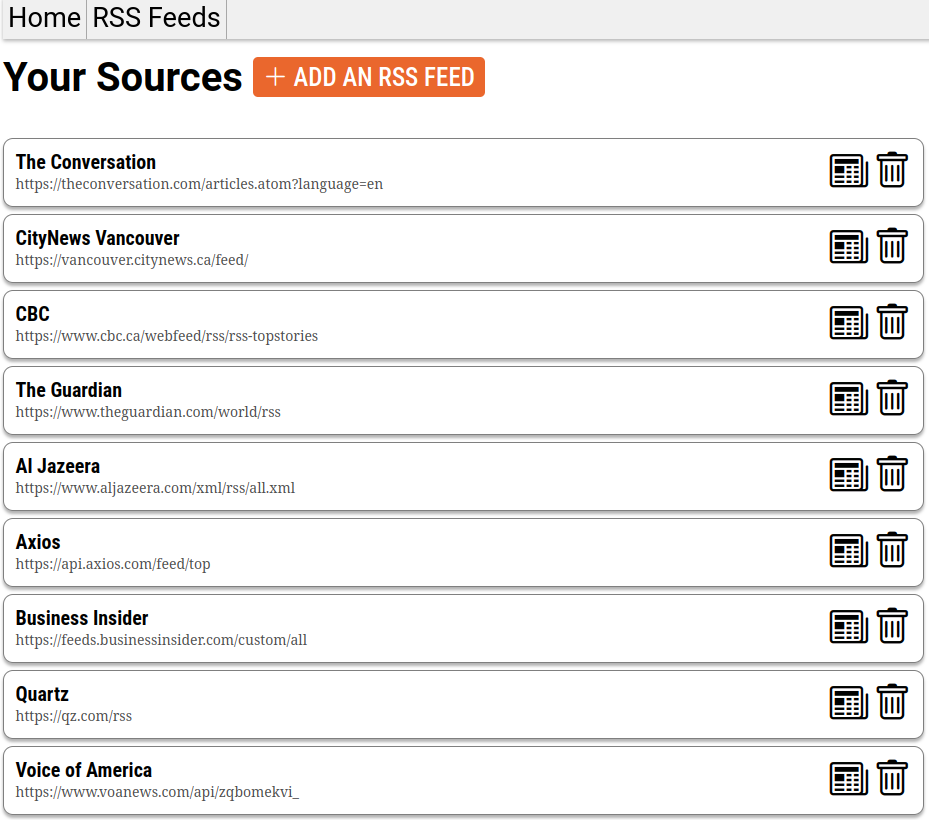 Home RSS Feeds
Your Sources + ADD AN RSS FEED
The Conversation
https://theconversation.com/articles.atom?language=en
CityNews Vancouver
https://vancouver.citynews.ca/feed/
CBC
https://www.cbc.ca/webfeed/rss/rss-topstories
The Guardian
https://www.theguardian.com/world/rss
Al Jazeera
https://www.aljazeera.com/xml/rss/all.xml
Axios
https://api.axios.com/feed/top
Business Insider
https://feeds.businessinsider.com/custom/all
Quartz
https://qz.com/rss
Voice of America
https://www.voanews.com/api/zqbomekvi_